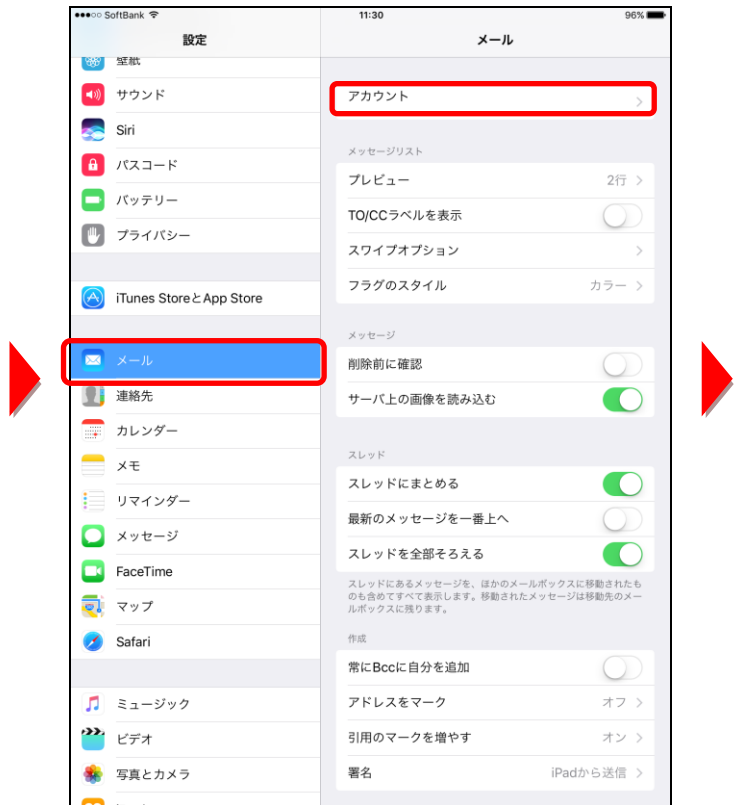 SoftBank 11:30 96%
設定
メール
壁紙
サウンド
Siri
パスコード
バッテリー
プライバシー
iTunes StoreとApp Store
メール
連絡先
カレンダー
メモ
リマインダー
メッセージ
FaceTime
マップ
Safari
ミュージック
ビデオ
写真とカメラ
アカウント
メッセージリスト
プレビュー 2行
TO/CCラベルを表示
スワイプオプション
フラグのスタイル カラー
メッセージ
削除前に確認
サーバ上の画像を読み込む
スレッド
スレッドにまとめる
最新のメッセージを一番上へ
スレッドを全部そろえる
スレッドにあるメッセージを、ほかのメールボックスに移動されたも
のも含めてすべて表示します。移動されたメッセージは移動先のメー
ルボックスに残ります。
作成
常にBccに自分を追加
アドレスをマーク オフ
引用のマークを増やす オン
署名 iPadから送信